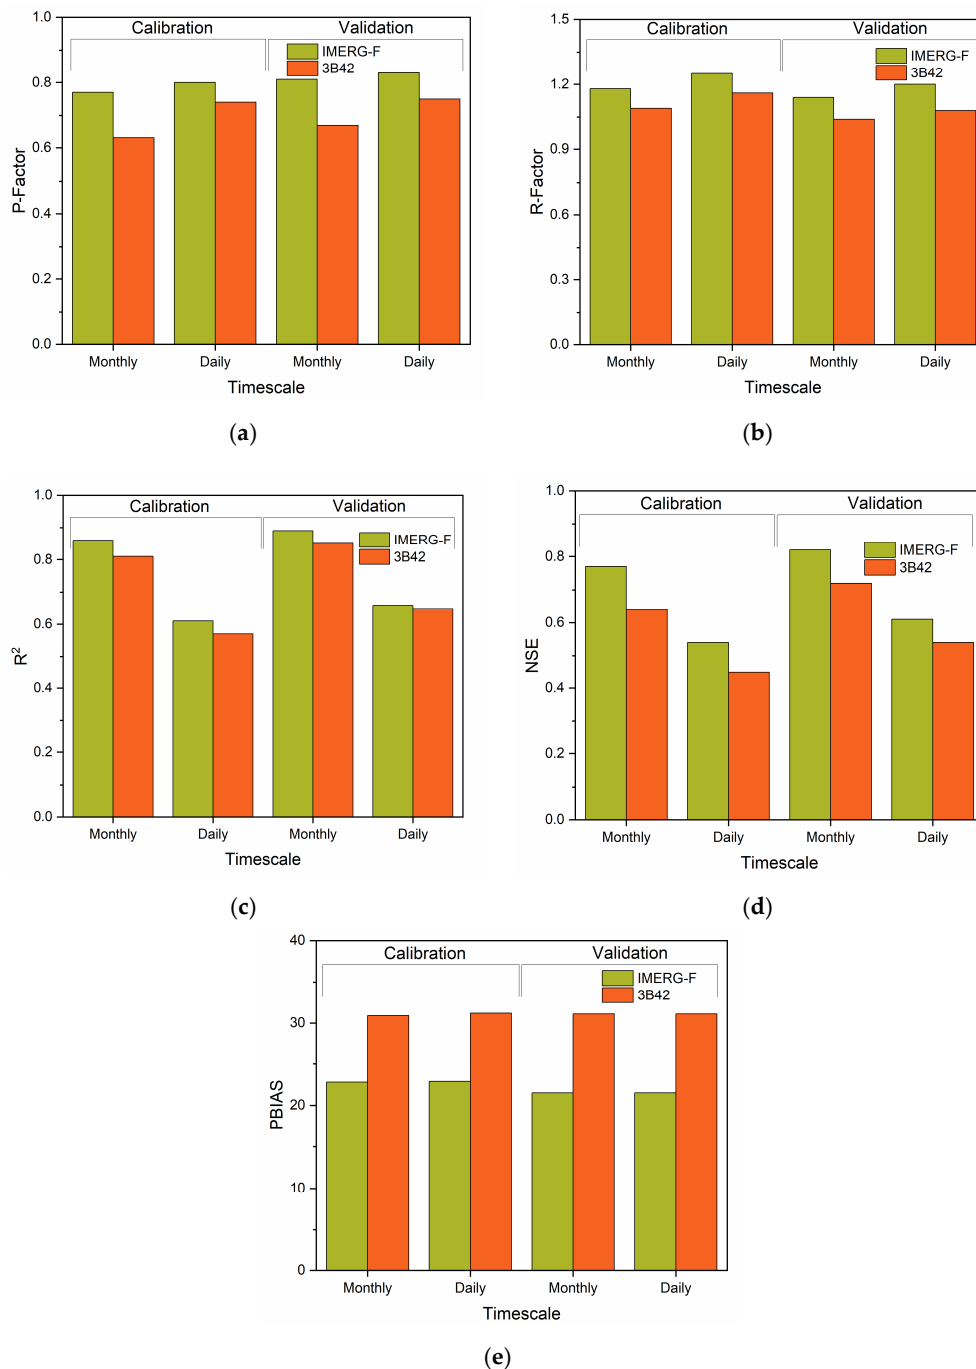 Calibration Validation
IMERG-F
3B42
1.0
0.8
0.6
0.4
0.2
0.0
P-Factor
Monthly Daily Monthly Daily
Timescale
(a)
Calibration Validation
IMERG-F
3B42
1.5
1.2
0.9
0.6
0.3
0.0
R-Factor
Monthly Daily Monthly Daily
Timescale
(b)
Calibration Validation
IMERG-F
3B42
1.0
0.8
0.6
0.4
0.2
0.0
R²
Monthly Daily Monthly Daily
Timescale
(c)
Calibration Validation
IMERG-F
3B42
1.0
0.8
0.6
0.4
0.2
0.0
NSE
Monthly Daily Monthly Daily
Timescale
(d)
Calibration Validation
IMERG-F
3B42
40
30
20
10
0
PBIAS
Monthly Daily Monthly Daily
Timescale
(e)